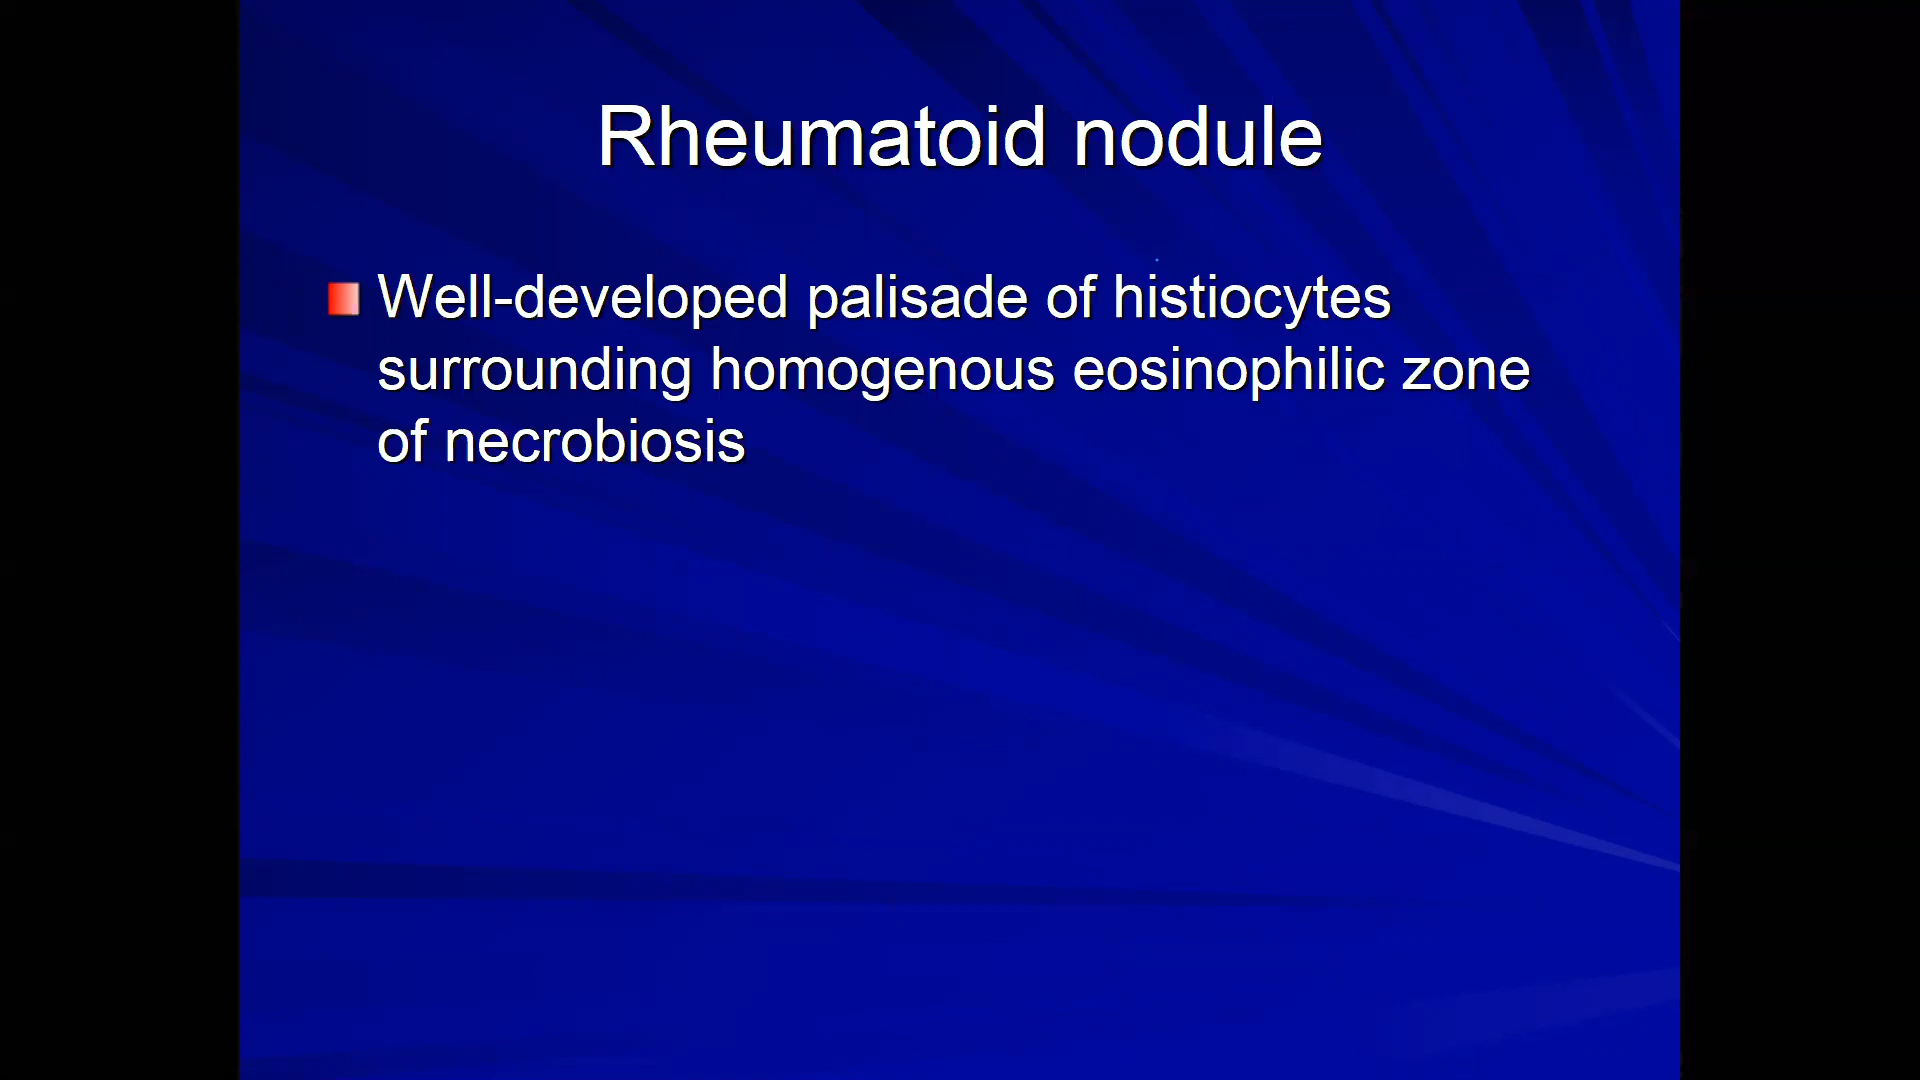 Rheumatoid nodule
Well-developed palisade of histiocytes
surrounding homogenous eosinophilic zone
of necrobiosis